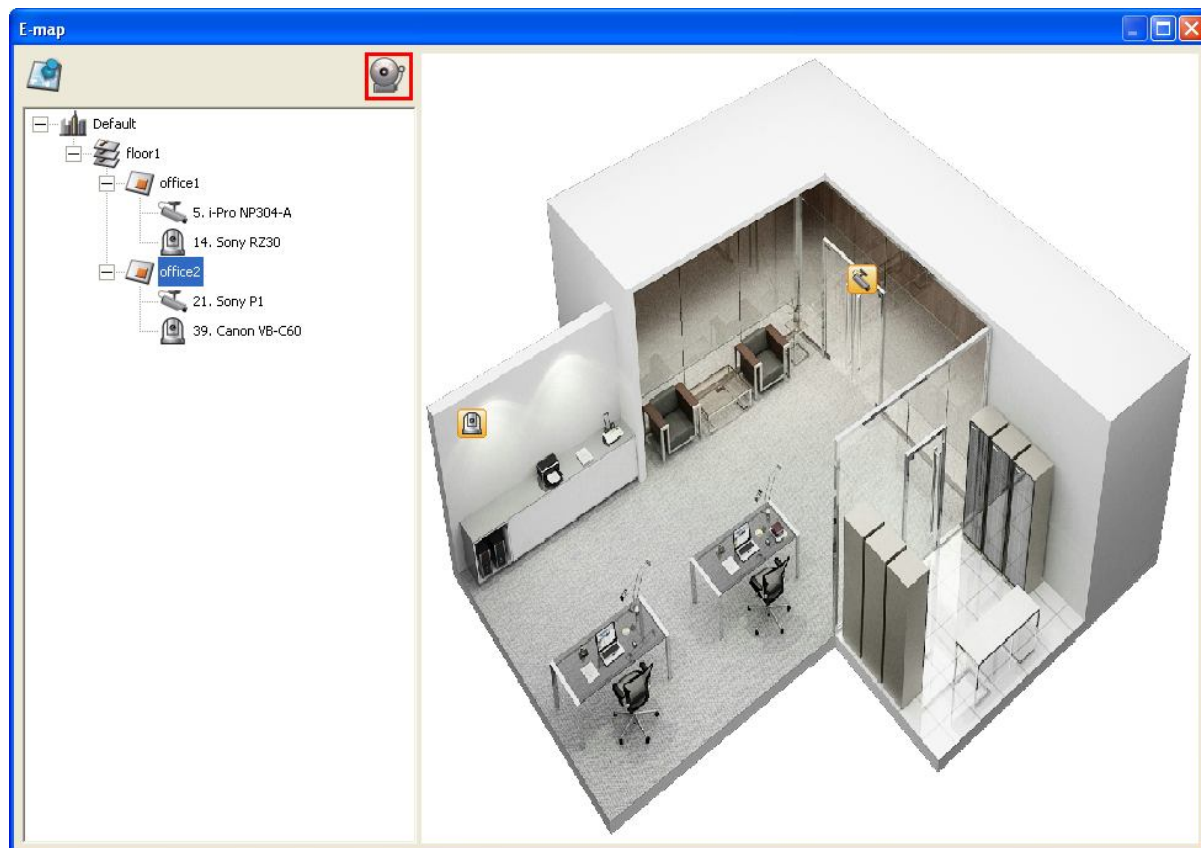 E-map
Default
floor1
office1
5. i-Pro NP304-A
14. Sony RZ30
office2
21. Sony P1
39. Canon VB-C60